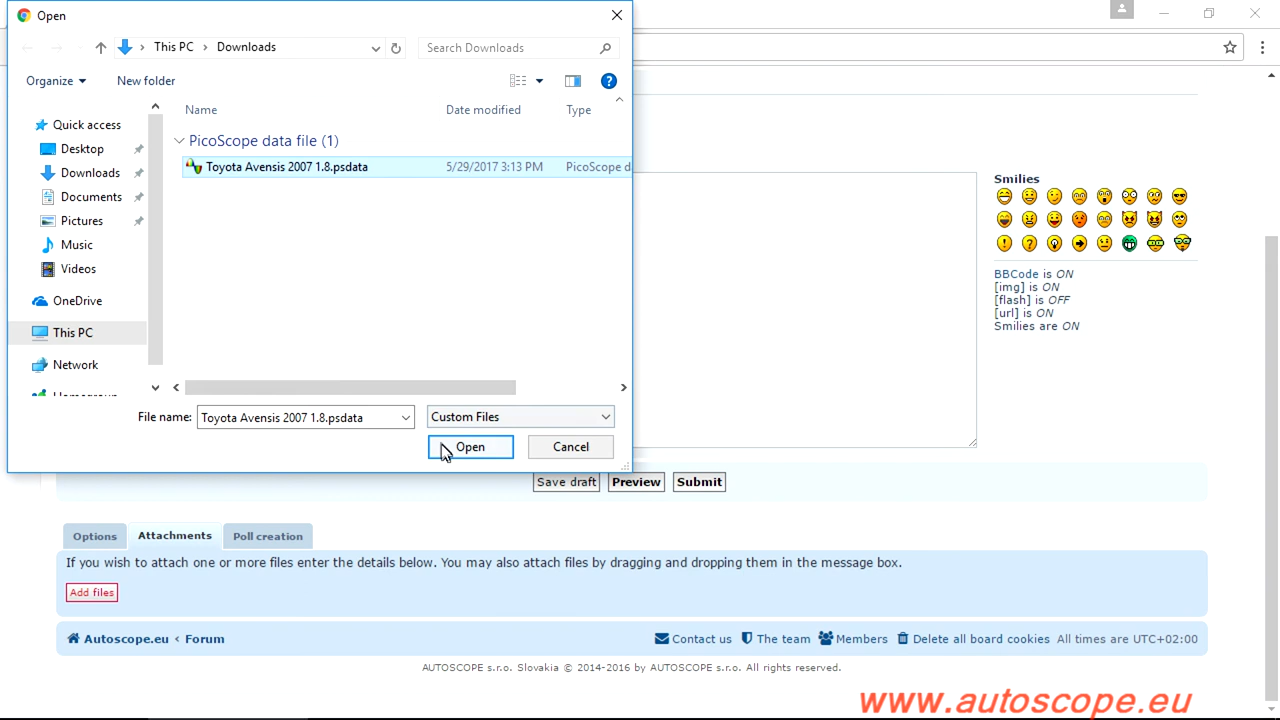 Open
This PC > Downloads
Search Downloads
Organize
New folder
Name
Date modified
Type
Quick access
Desktop
Downloads
Documents
Pictures
Music
Videos
OneDrive
This PC
Network
Homegroup
PicoScope data file (1)
Toyota Avensis 2007 1.8.psdata
5/29/2017 3:13 PM
PicoScope d
File name:
Toyota Avensis 2007 1.8.psdata
Custom Files
Open
Cancel
Smilies
BBCode is ON
[img] is ON
[flash] is OFF
[url] is ON
Smilies are ON
Save draft
Preview
Submit
Options
Attachments
Poll creation
If you wish to attach one or more files enter the details below. You may also attach files by dragging and dropping them in the message box.
Add files
Autoscope.eu ‹ Forum
Contact us
The team
Members
Delete all board cookies
All times are UTC+02:00
AUTOSCOPE s.r.o. Slovakia © 2014-2016 by AUTOSCOPE s.r.o. All rights reserved.
www.autoscope.eu